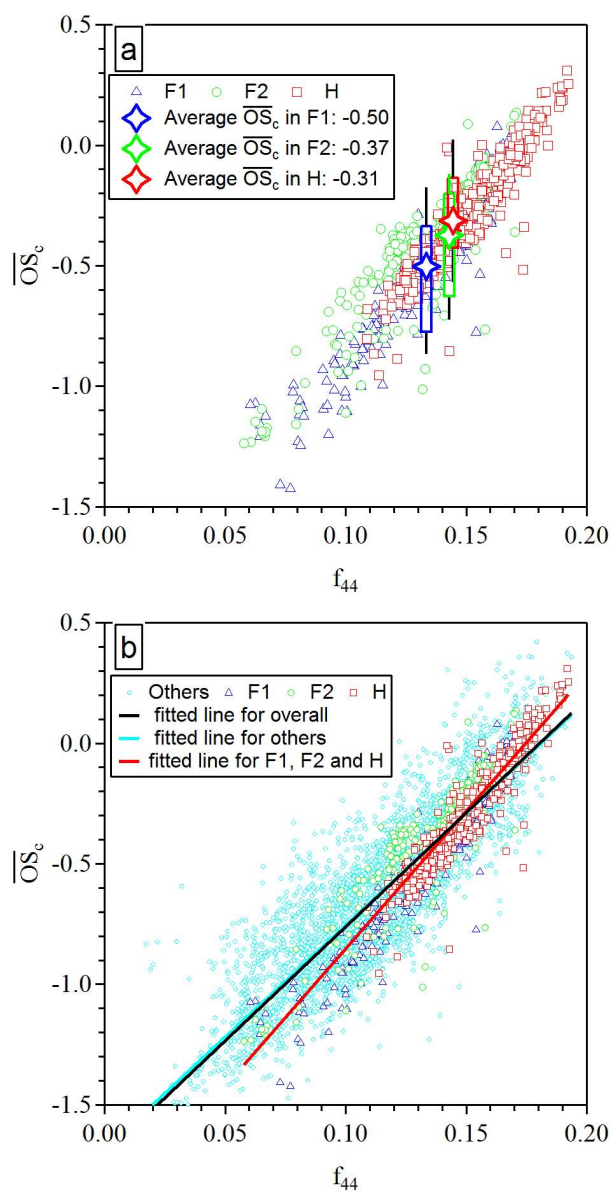 a
F1 F2 H
Average OSc in F1: -0.50
Average OSc in F2: -0.37
Average OSc in H: -0.31
0.5
0.0
-0.5
-1.0
-1.5
OSc
0.00 0.05 0.10 0.15 0.20
f44
b
Others F1 F2 H
fitted line for overall
fitted line for others
fitted line for F1, F2 and H
0.5
0.0
-0.5
-1.0
-1.5
OSc
0.00 0.05 0.10 0.15 0.20
f44